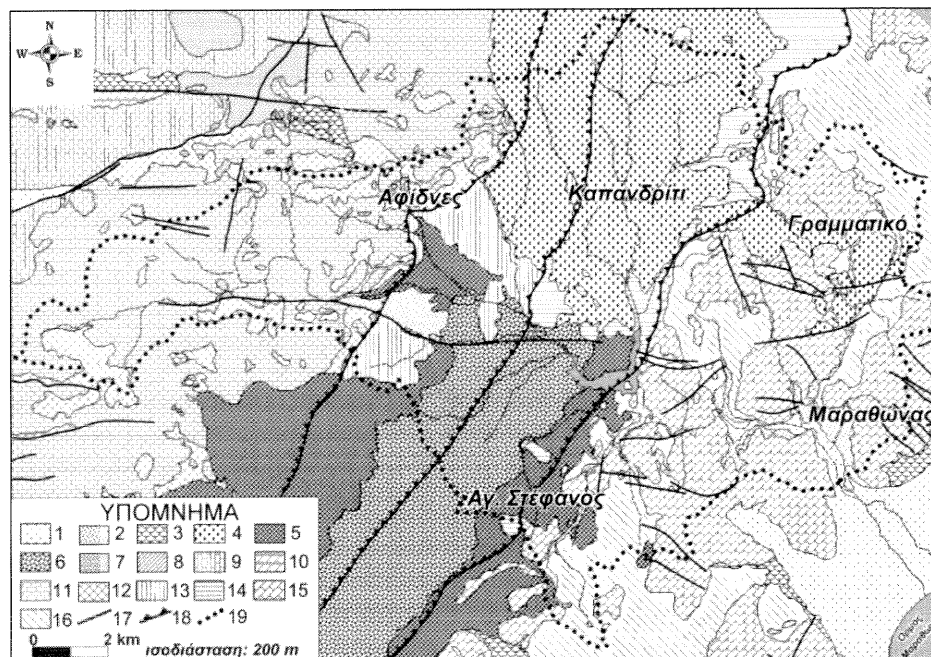 N
W E
S
Αφίδνες
Καπανδρίτι
Γραμματικό
Μαραθώνας
Αγ. Στέφανος
ΥΠΟΜΝΗΜΑ
1 2 3 4 5
6 7 8 9 10
11 12 13 14 15
16 17 18 19
0 2 km
ισοδιάσταση: 200 m
Όρμος